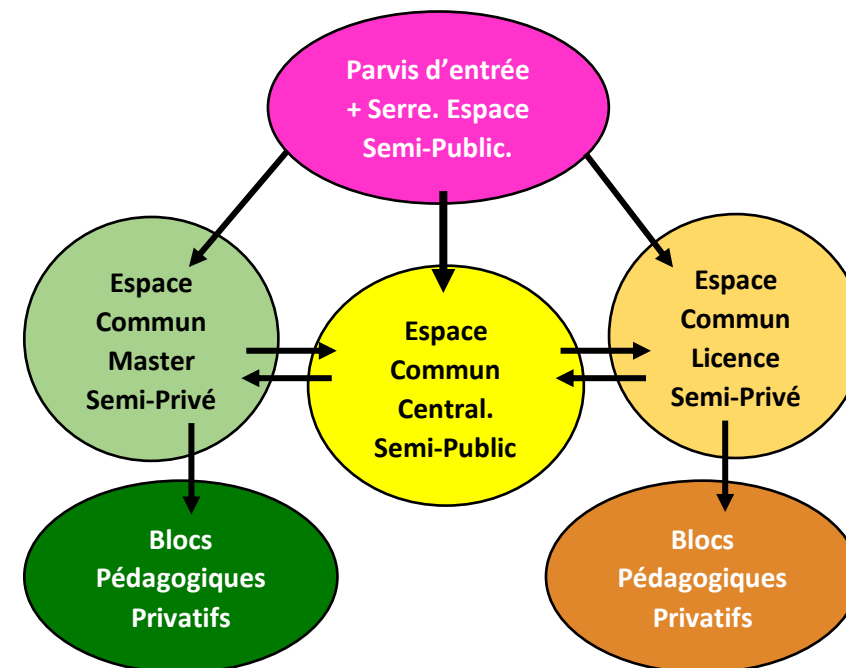 Parvis d’entrée
+ Serre. Espace
Semi-Public.
Espace
Commun
Master
Semi-Privé
Espace
Commun
Central.
Semi-Public
Espace
Commun
Licence
Semi-Privé
Blocs
Pédagogiques
Privatifs
Blocs
Pédagogiques
Privatifs